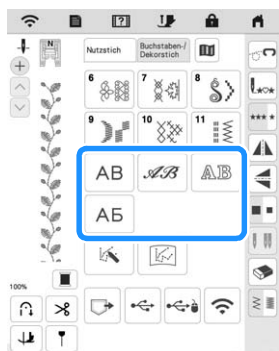 N
Nutzstich Buchstaben-/
Dekorstich
6 7 8
9 10 11
AB AB AB
АБ
100%